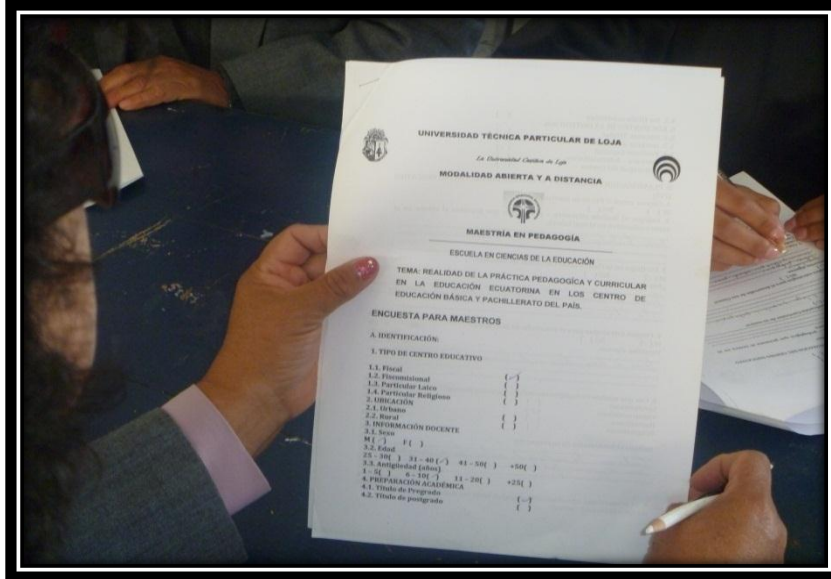 UNIVERSIDAD TÉCNICA PARTICULAR DE LOJA
La Universidad Católica de Loja
MODALIDAD ABIERTA Y A DISTANCIA
MAESTRÍA EN PEDAGOGÍA
ESCUELA EN CIENCIAS DE LA EDUCACIÓN
TEMA: REALIDAD DE LA PRÁCTICA PEDAGOGÍCA Y CURRICULAR
EN LA EDUCACIÓN ECUATORINA EN LOS CENTRO DE
EDUCACIÓN BÁSICA Y PACHILLERATO DEL PAÍS.
ENCUESTA PARA MAESTROS
A. IDENTIFICACIÓN:
1. TIPO DE CENTRO EDUCATIVO
1.1. Fiscal (✓)
1.2. Fiscomisional ( )
1.3. Particular Laico ( )
1.4. Particular Religioso ( )
2. UBICACIÓN
2.1. Urbano ( )
2.2. Rural ( )
3. INFORMACIÓN DOCENTE
3.1. Sexo
M (✓) F ( )
3.2. Edad
25 - 30( ) 31 - 40 (✓) 41 - 50( ) +50( )
3.3. Antigüedad (años)
1 - 5( ) 6 - 10(✓) 11 - 20( ) +25( )
4. PREPARACIÓN ACADÉMICA
4.1. Título de Pregrado (✓)
4.2. Título de postgrado ( )